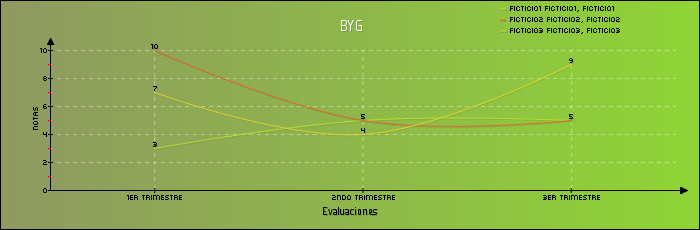 FICTICIO1 FICTICIO1, FICTICIO1
FICTICIO2 FICTICIO2, FICTICIO2
FICTICIO3 FICTICIO3, FICTICIO3
BYG
10
8
6
4
2
0
NOTAS
10
7
3
5
4
9
5
1ER TRIMESTRE
2NDO TRIMESTRE
3ER TRIMESTRE
Evaluaciones